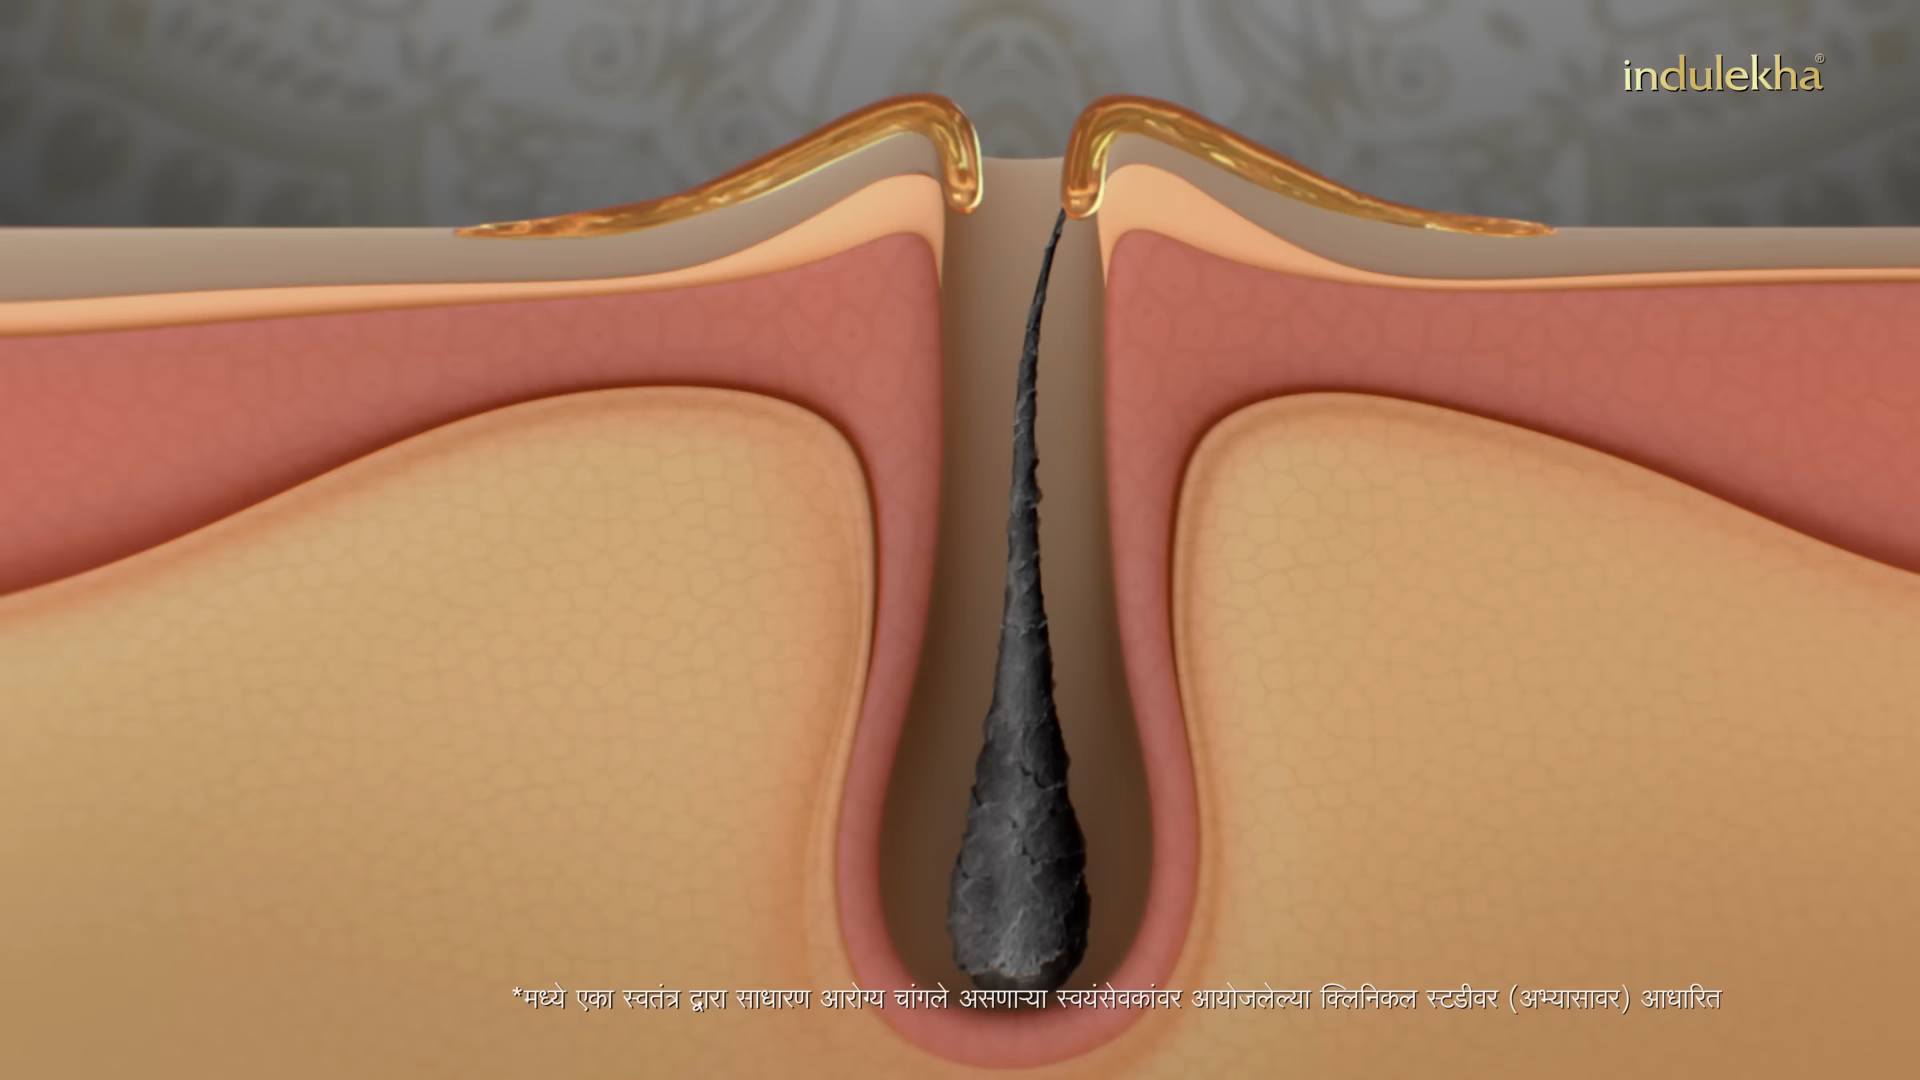 indulekha®
*मध्ये एका स्वतंत्र द्वारा साधारण आरोग्य चांगले असणाऱ्या स्वयंसेवकांवर आयोजलेल्या क्लिनिकल स्टडीवर (अभ्यासावर) आधारित